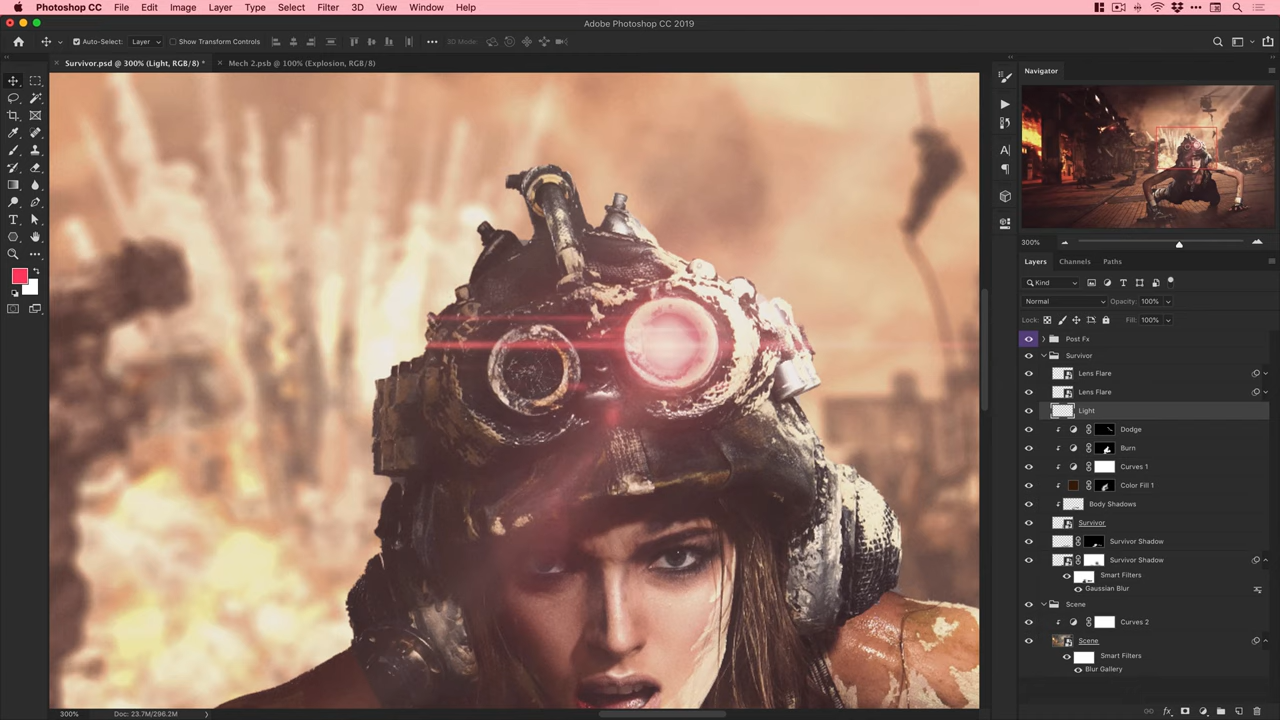 Photoshop CC File Edit Image Layer Type Select Filter 3D View Window Help
Adobe Photoshop CC 2019
Auto-Select: Layer Show Transform Controls 3D Mode:
Survivor.psd @ 300% (Light, RGB/8) * Mech 2.psb @ 100% (Explosion, RGB/8)
Navigator
300%
Layers Channels Paths
Kind
Normal Opacity: 100%
Lock: Fill: 100%
Post Fx
Survivor
Lens Flare
Lens Flare
Light
Dodge
Burn
Curves 1
Color Fill 1
Body Shadows
Survivor
Survivor Shadow
Survivor Shadow
Smart Filters
Gaussian Blur
Scene
Curves 2
Scene
Smart Filters
Blur Gallery
300% Doc: 23.7M/296.2M